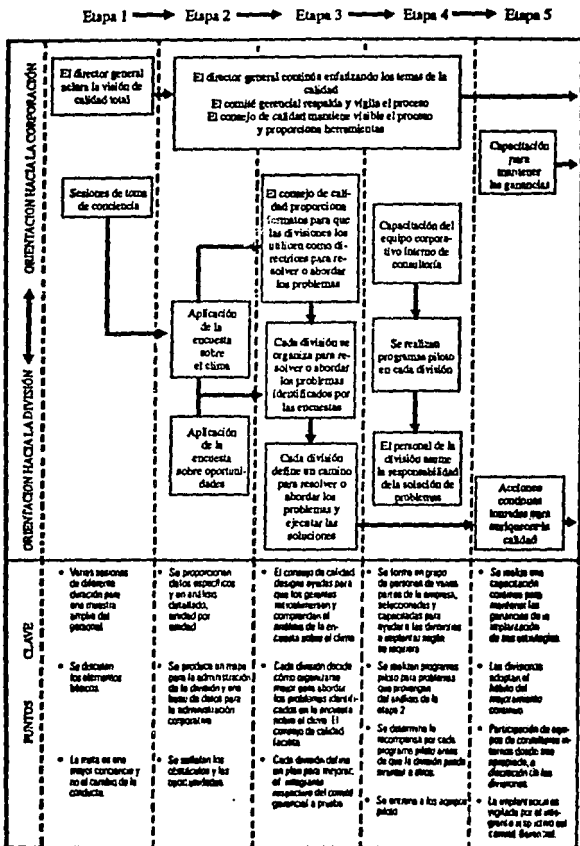 Etapa 1
Etapa 2
Etapa 3
Etapa 4
Etapa 5
ORIENTACION HACIA LA CORPORACIÓN
ORIENTACION HACIA LA DIVISIÓN
El director general
aclara la visión de
calidad total
El director general continúa enfatizando los temas de la
calidad
El comité gerencial respalda y vigila el proceso
El consejo de calidad mantiene visible el proceso
y proporciona herramientas
Capacitación
para
mantener
las ganancias
Sesiones de toma
de conciencia
El consejo de cali-
dad proporciona
formatos para que
las divisiones los
utilicen como di-
rectrices para re-
solver o abordar
los problemas
Capacitación del
equipo corpora-
tivo interno de
consultoría
Aplicación
de la
encuesta
sobre
el clima
Cada división se
organiza para re-
solver o abordar
los problemas
identificados por
las encuestas
Se realizan
programas piloto
en cada división
Aplicación
de la
encuesta
sobre oportuni-
dades
Cada división
define un camino
para resolver o
abordar los
problemas y
ejecutar las
soluciones
El personal de la
división asume la
responsabilidad
de la solución de
problemas
Acciones
continuas
para
enriquecer la
calidad
PUNTOS CLAVE
• Varias sesiones
de diferente
duración para
una muestra
amplia del
personal
• Se discuten
los elementos
básicos.
• La meta es una
mayor conciencia y
no el cambio de la
conducta.
• Se proporcionan
datos específicos
y en análisis
detallado,
unidad por
unidad
• Se produce un mapa
para la administración
de la división y una
base de datos para
la administración
corporativa
• Se señalan los
obstáculos y las
oportunidades.
• El consejo de calidad
designa ayudas para
que los gerentes
y
comprendan el
análisis de la en-
cuesta sobre el clima
• Cada división decide
cómo organizarse
mejor para abordar
los problemas identifi-
cados en la encuesta
sobre el clima. El
consejo de calidad
facilita
• Cada división define
un plan para mejorar, el
integrante
respectivo del comité
gerencial a prueba
• Se forma un grupo
de personas de varias
partes de la empresa,
seleccionadas y
capacitadas para
ayudar a las divisiones
a implantar según
se requiera
• Se realizan programas
piloto para problemas
que provengan
del análisis de la
etapa 2
• Se determina la
recompensa por cada
programa piloto antes
de que la división pueda
a otros.
• Se entrena a los equipos
piloto
• Se realiza una
capacitación
continua para
mantener las
ganancias de la
implantación
de las estrategias.
• Las divisiones
adoptan el
hábito del
mejoramiento
continuo
• Participación de equi-
pos de consultores in-
ternos donde sea
apropiado, a
discreción de las
divisiones.
• La implantación es
vigilada por el inte-
grante respectivo del
comité gerencial.